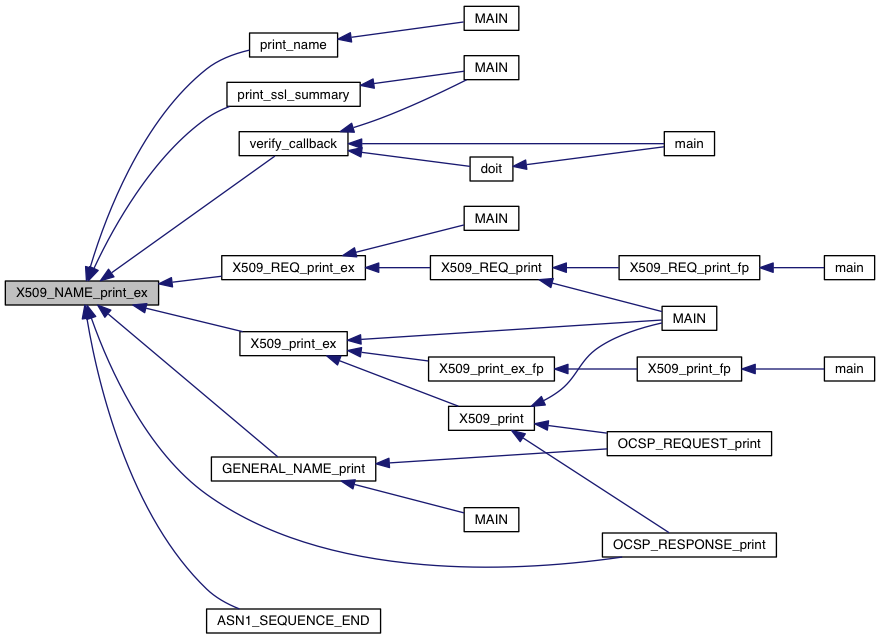 MAIN
print_name
MAIN
print_ssl_summary
verify_callback
main
doit
MAIN
X509_REQ_print_ex
X509_REQ_print
X509_REQ_print_fp
main
X509_NAME_print_ex
MAIN
X509_print_ex
X509_print_ex_fp
X509_print_fp
main
X509_print
OCSP_REQUEST_print
GENERAL_NAME_print
MAIN
OCSP_RESPONSE_print
ASN1_SEQUENCE_END